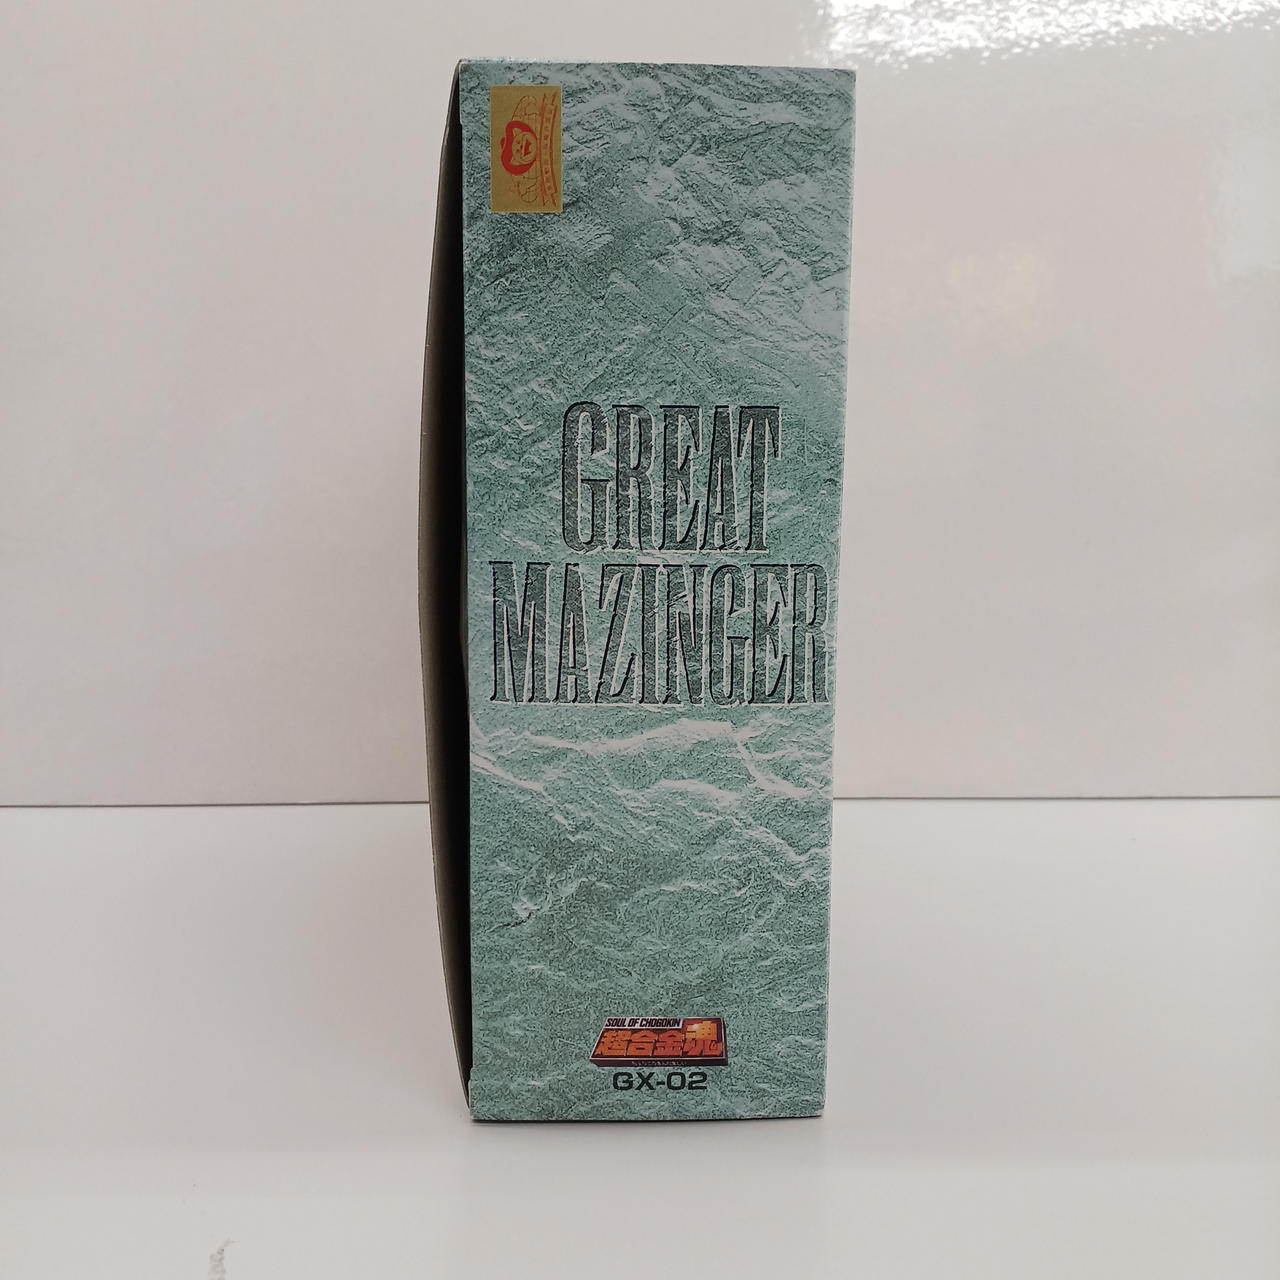 GREAT
MAZINGER
SOUL OF CHOGOKIN
超合金魂
GX-02